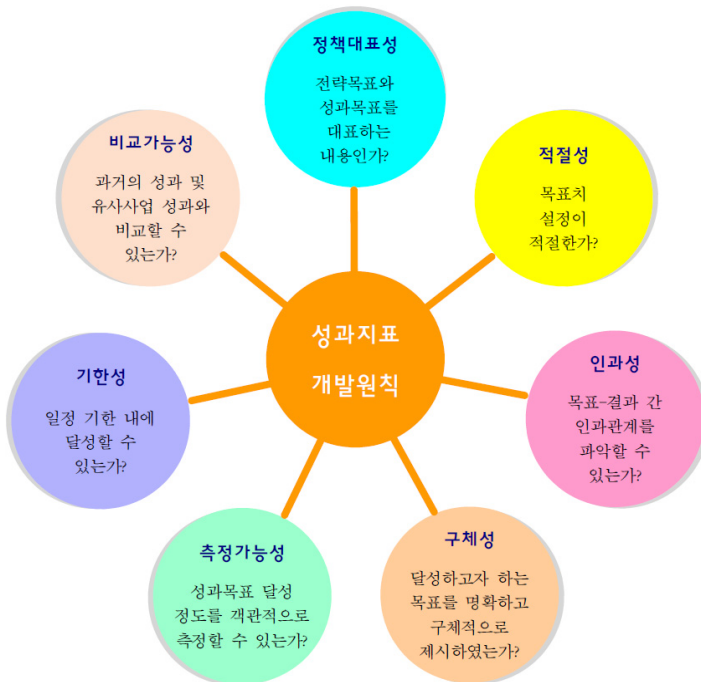 정책대표성
전략목표와
성과목표를
대표하는
내용인가?
적절성
목표치
설정이
적절한가?
인과성
목표-결과 간
인과관계를
파악할 수
있는가?
구체성
달성하고자 하는
목표를 명확하고
구체적으로
제시하였는가?
측정가능성
성과목표 달성
정도를 객관적으로
측정할 수 있는가?
기한성
일정 기한 내에
달성할 수
있는가?
비교가능성
과거의 성과 및
유사사업 성과와
비교할 수
있는가?
성과지표
개발원칙